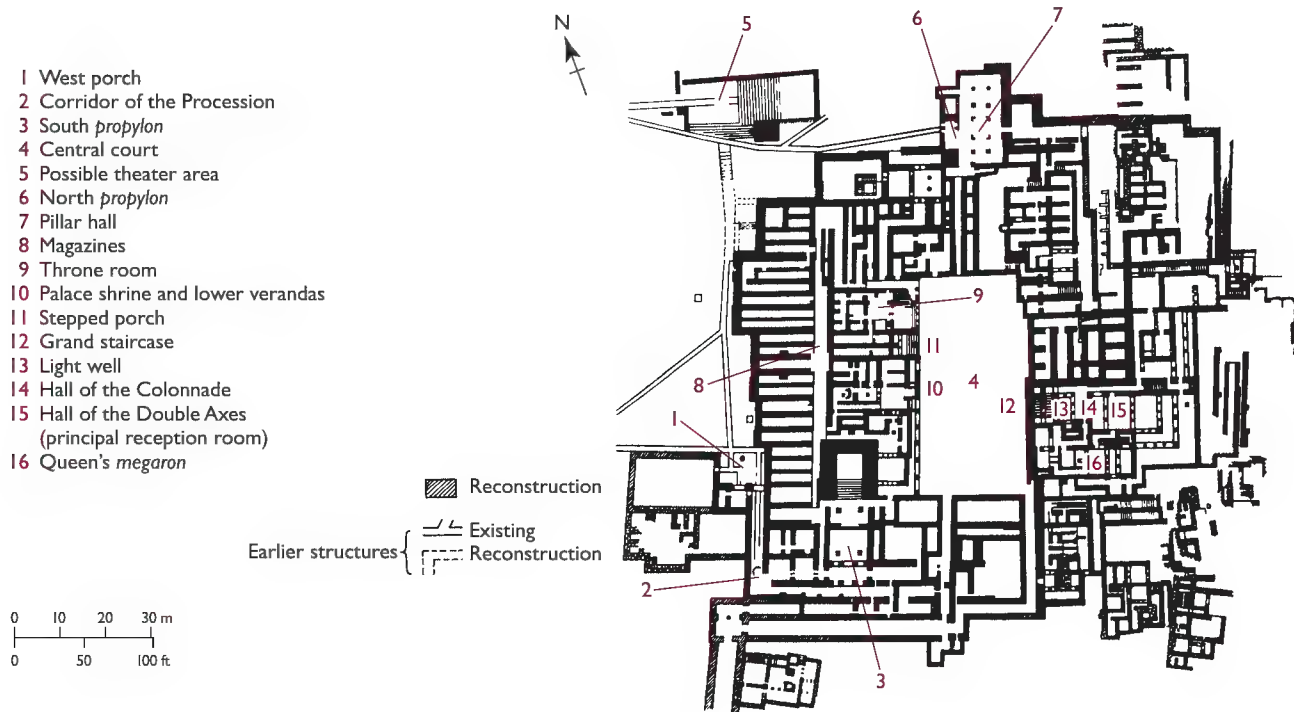 1 West porch
2 Corridor of the Procession
3 South propylon
4 Central court
5 Possible theater area
6 North propylon
7 Pillar hall
8 Magazines
9 Throne room
10 Palace shrine and lower verandas
11 Stepped porch
12 Grand staircase
13 Light well
14 Hall of the Colonnade
15 Hall of the Double Axes
(principal reception room)
16 Queen's megaron
Reconstruction
Existing
Earlier structures
Reconstruction
0 10 20 30 m
0 50 100 ft
N
5
6
7
9
11
8
10
4
12
13
14
15
1
16
2
3